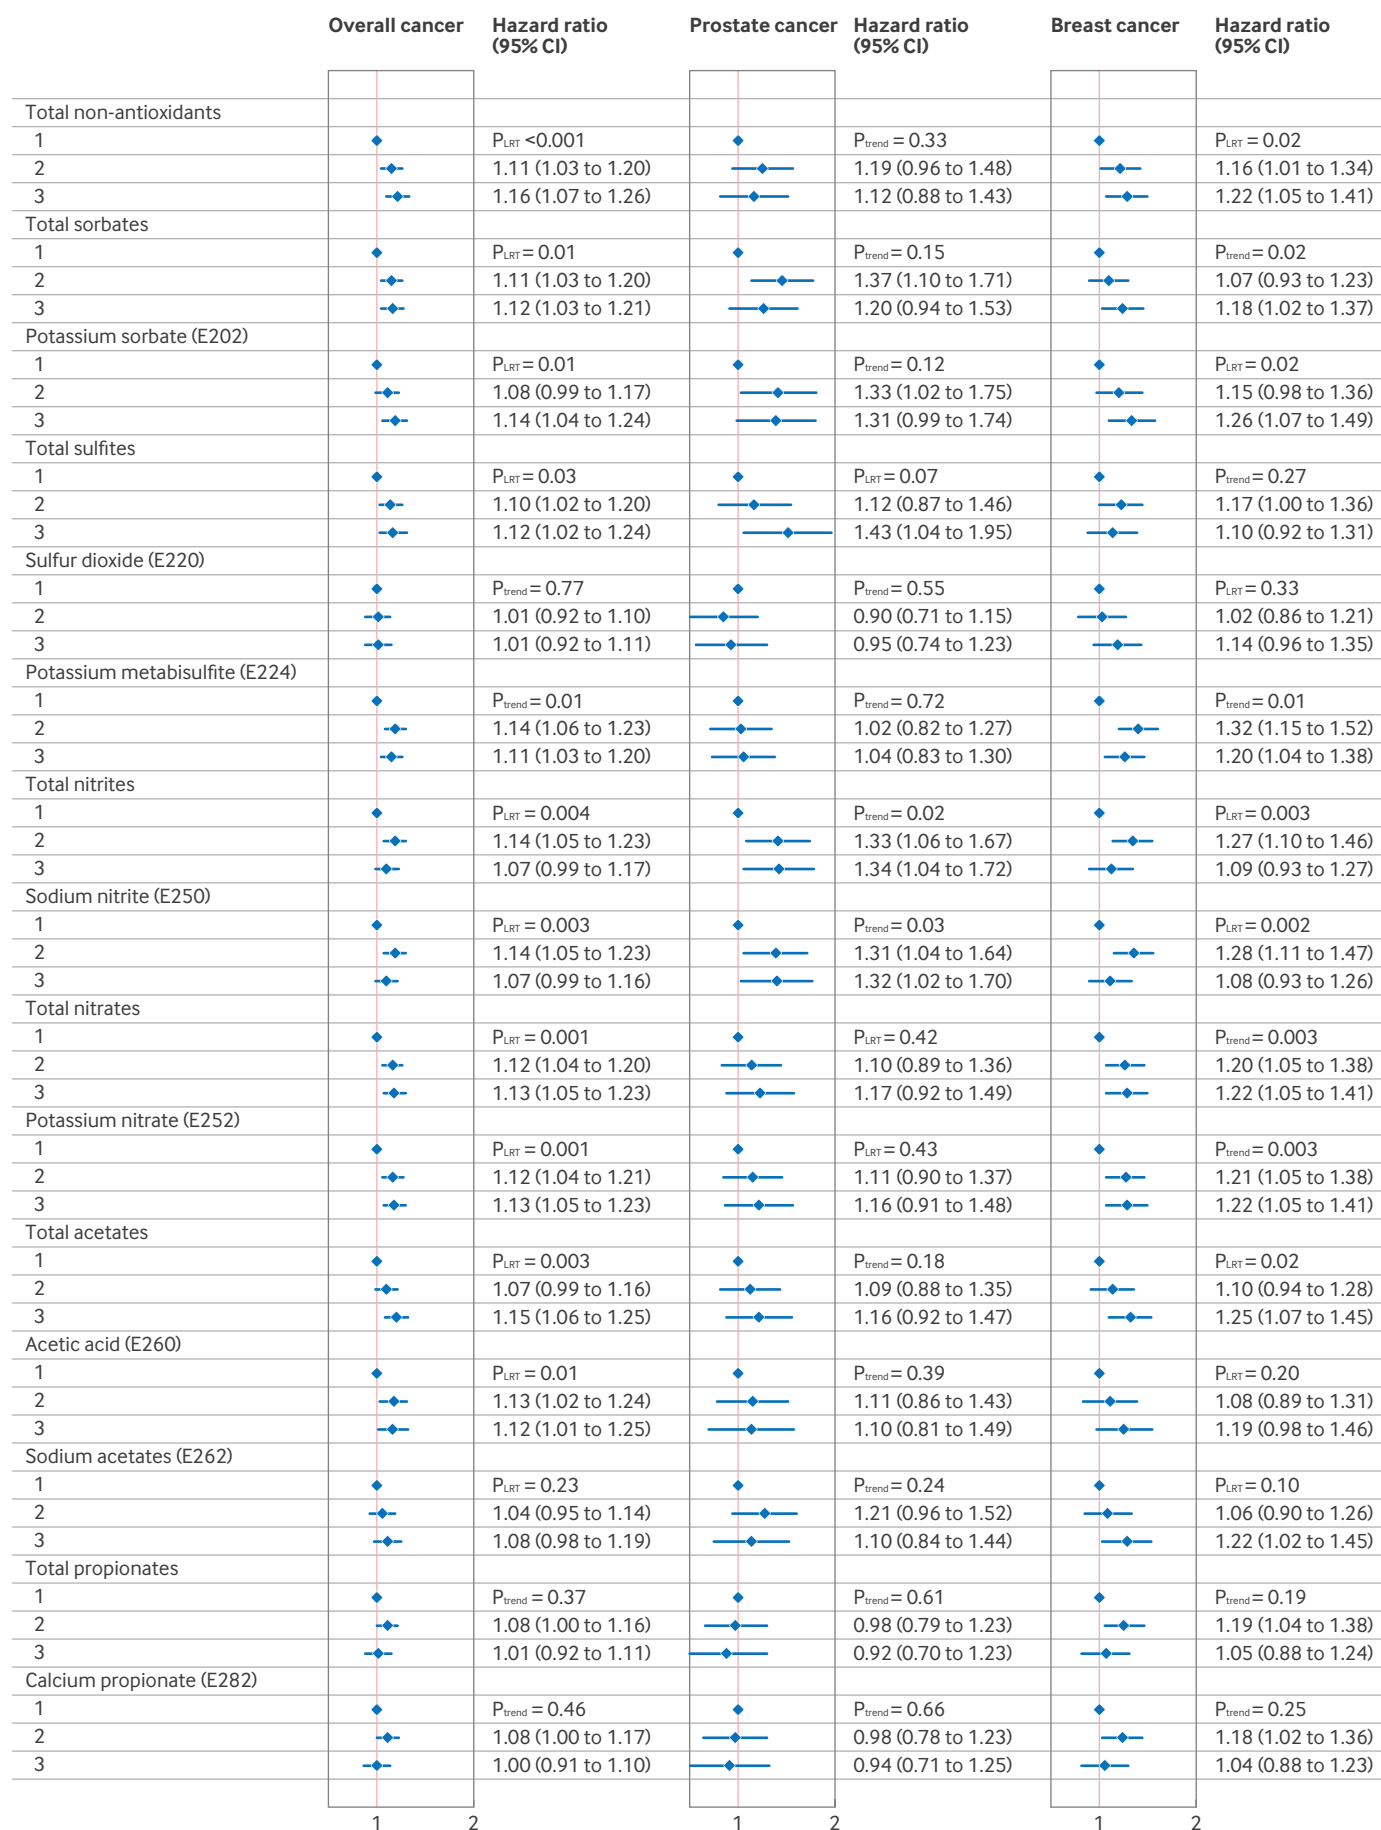 Overall cancer Hazard ratio (95% CI) Prostate cancer Hazard ratio (95% CI) Breast cancer Hazard ratio (95% CI)
Total non-antioxidants
1 PLRT <0.001 Ptrend = 0.33 PLRT = 0.02
2 1.11 (1.03 to 1.20) 1.19 (0.96 to 1.48) 1.16 (1.01 to 1.34)
3 1.16 (1.07 to 1.26) 1.12 (0.88 to 1.43) 1.22 (1.05 to 1.41)
Total sorbates
1 PLRT = 0.01 Ptrend = 0.15 Ptrend = 0.02
2 1.11 (1.03 to 1.20) 1.37 (1.10 to 1.71) 1.07 (0.93 to 1.23)
3 1.12 (1.03 to 1.21) 1.20 (0.94 to 1.53) 1.18 (1.02 to 1.37)
Potassium sorbate (E202)
1 PLRT = 0.01 Ptrend = 0.12 PLRT = 0.02
2 1.08 (0.99 to 1.17) 1.33 (1.02 to 1.75) 1.15 (0.98 to 1.36)
3 1.14 (1.04 to 1.24) 1.31 (0.99 to 1.74) 1.26 (1.07 to 1.49)
Total sulfites
1 PLRT = 0.03 PLRT = 0.07 Ptrend = 0.27
2 1.10 (1.02 to 1.20) 1.12 (0.87 to 1.46) 1.17 (1.00 to 1.36)
3 1.12 (1.02 to 1.24) 1.43 (1.04 to 1.95) 1.10 (0.92 to 1.31)
Sulfur dioxide (E220)
1 Ptrend = 0.77 Ptrend = 0.55 PLRT = 0.33
2 1.01 (0.92 to 1.10) 0.90 (0.71 to 1.15) 1.02 (0.86 to 1.21)
3 1.01 (0.92 to 1.11) 0.95 (0.74 to 1.23) 1.14 (0.96 to 1.35)
Potassium metabisulfite (E224)
1 Ptrend = 0.01 Ptrend = 0.72 Ptrend = 0.01
2 1.14 (1.06 to 1.23) 1.02 (0.82 to 1.27) 1.32 (1.15 to 1.52)
3 1.11 (1.03 to 1.20) 1.04 (0.83 to 1.30) 1.20 (1.04 to 1.38)
Total nitrites
1 PLRT = 0.004 Ptrend = 0.02 PLRT = 0.003
2 1.14 (1.05 to 1.23) 1.33 (1.06 to 1.67) 1.27 (1.10 to 1.46)
3 1.07 (0.99 to 1.17) 1.34 (1.04 to 1.72) 1.09 (0.93 to 1.27)
Sodium nitrite (E250)
1 PLRT = 0.003 Ptrend = 0.03 PLRT = 0.002
2 1.14 (1.05 to 1.23) 1.31 (1.04 to 1.64) 1.28 (1.11 to 1.47)
3 1.07 (0.99 to 1.16) 1.32 (1.02 to 1.70) 1.08 (0.93 to 1.26)
Total nitrates
1 PLRT = 0.001 PLRT = 0.42 Ptrend = 0.003
2 1.12 (1.04 to 1.20) 1.10 (0.89 to 1.36) 1.20 (1.05 to 1.38)
3 1.13 (1.05 to 1.23) 1.17 (0.92 to 1.49) 1.22 (1.05 to 1.41)
Potassium nitrate (E252)
1 PLRT = 0.001 PLRT = 0.43 Ptrend = 0.003
2 1.12 (1.04 to 1.21) 1.11 (0.90 to 1.37) 1.21 (1.05 to 1.38)
3 1.13 (1.05 to 1.23) 1.16 (0.91 to 1.48) 1.22 (1.05 to 1.41)
Total acetates
1 PLRT = 0.003 Ptrend = 0.18 PLRT = 0.02
2 1.07 (0.99 to 1.16) 1.09 (0.88 to 1.35) 1.10 (0.94 to 1.28)
3 1.15 (1.06 to 1.25) 1.16 (0.92 to 1.47) 1.25 (1.07 to 1.45)
Acetic acid (E260)
1 PLRT = 0.01 Ptrend = 0.39 PLRT = 0.20
2 1.13 (1.02 to 1.24) 1.11 (0.86 to 1.43) 1.08 (0.89 to 1.31)
3 1.12 (1.01 to 1.25) 1.10 (0.81 to 1.49) 1.19 (0.98 to 1.46)
Sodium acetates (E262)
1 PLRT = 0.23 Ptrend = 0.24 PLRT = 0.10
2 1.04 (0.95 to 1.14) 1.21 (0.96 to 1.52) 1.06 (0.90 to 1.26)
3 1.08 (0.98 to 1.19) 1.10 (0.84 to 1.44) 1.22 (1.02 to 1.45)
Total propionates
1 Ptrend = 0.37 Ptrend = 0.61 Ptrend = 0.19
2 1.08 (1.00 to 1.16) 0.98 (0.79 to 1.23) 1.19 (1.04 to 1.38)
3 1.01 (0.92 to 1.11) 0.92 (0.70 to 1.23) 1.05 (0.88 to 1.24)
Calcium propionate (E282)
1 Ptrend = 0.46 Ptrend = 0.66 Ptrend = 0.25
2 1.08 (1.00 to 1.17) 0.98 (0.78 to 1.23) 1.18 (1.02 to 1.36)
3 1.00 (0.91 to 1.10) 0.94 (0.71 to 1.25) 1.04 (0.88 to 1.23)
1 2 1 2 1 2